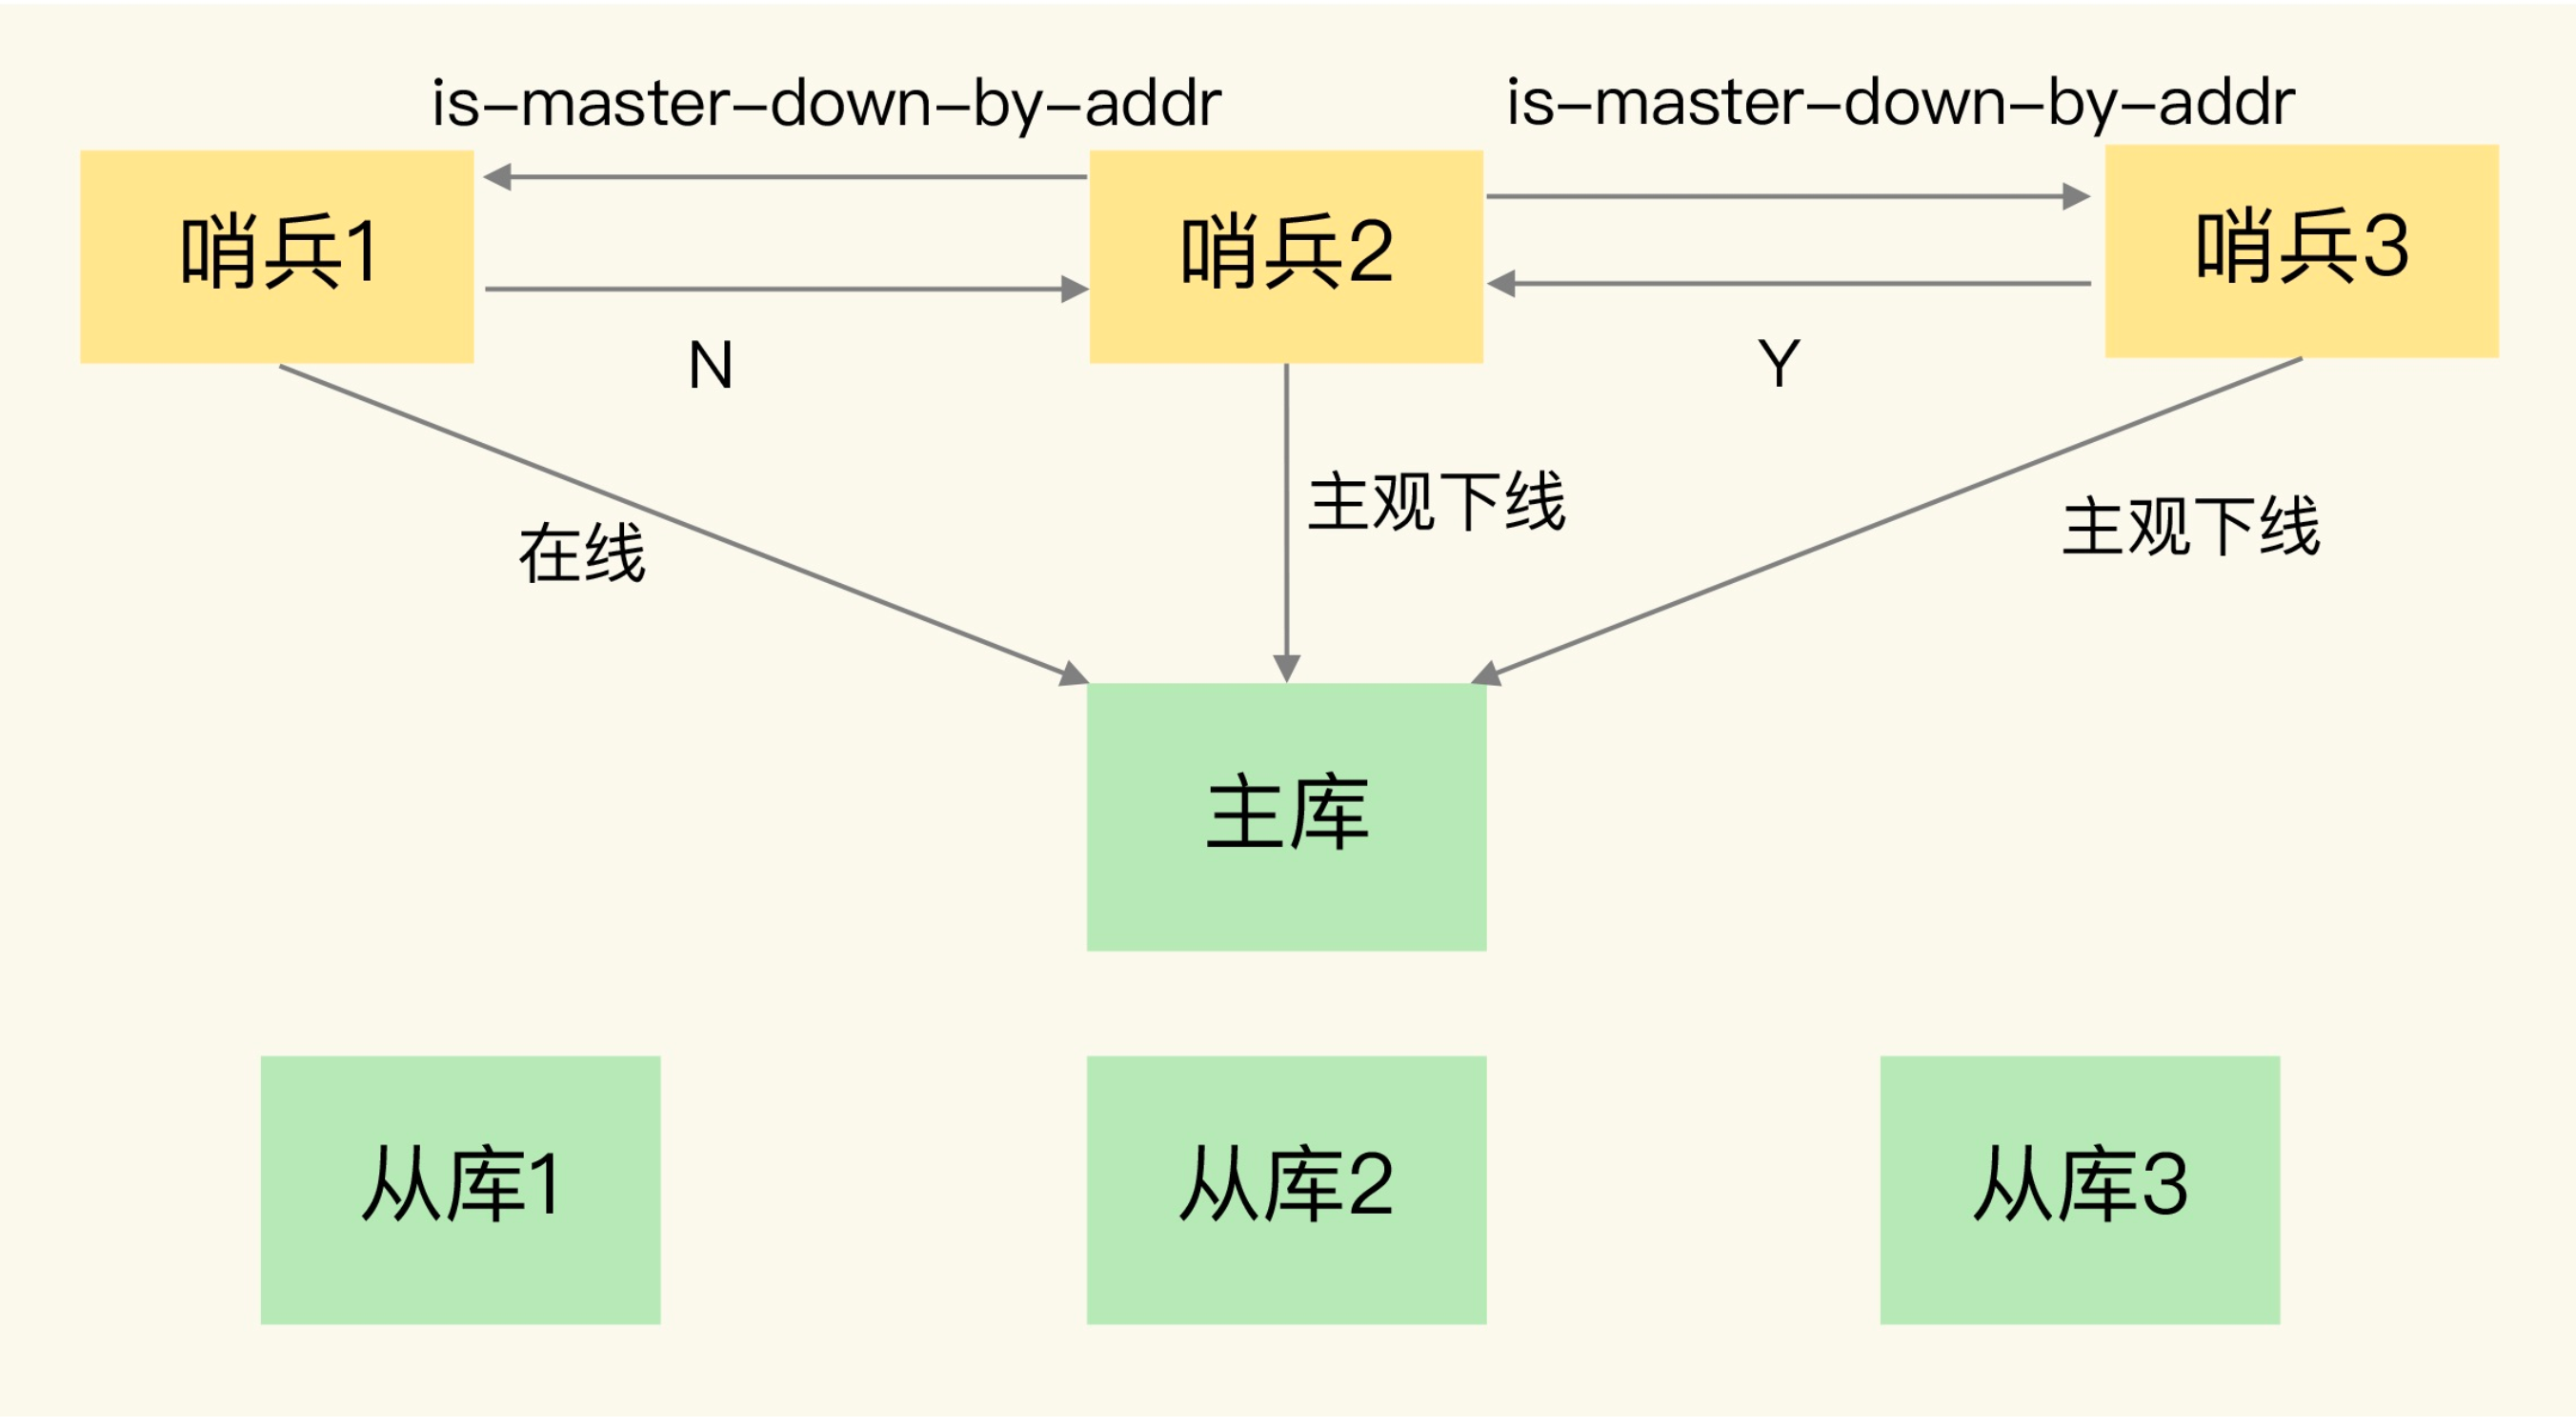 is-master-down-by-addr
is-master-down-by-addr
哨兵1
哨兵2
哨兵3
N
Y
在线
主观下线
主观下线
主库
从库1
从库2
从库3